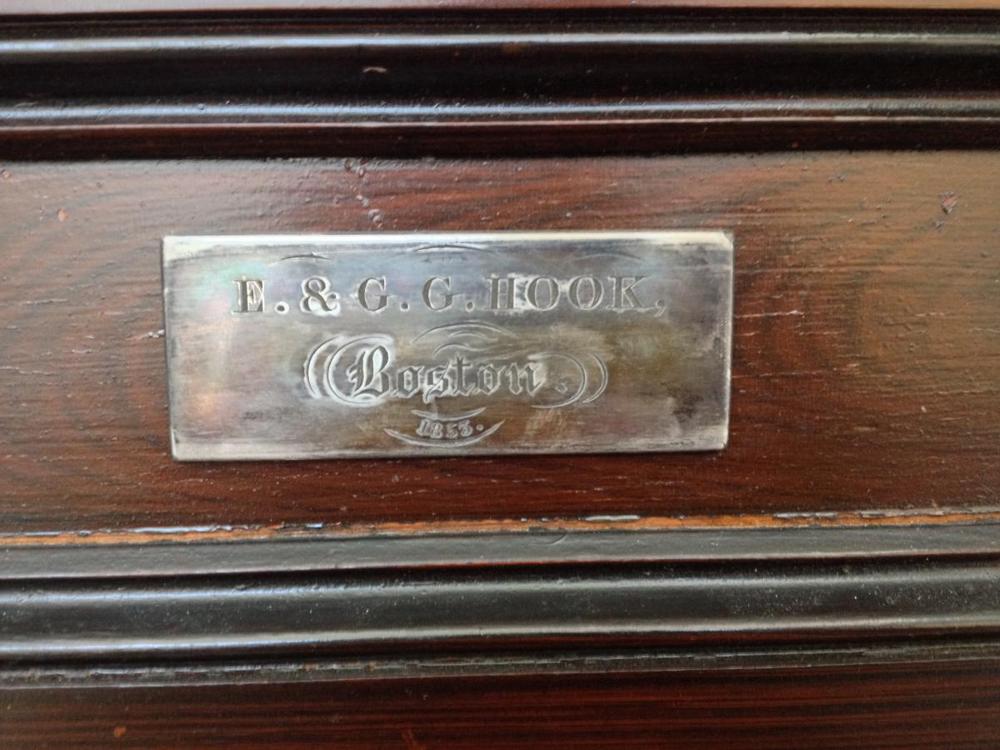 E. & G. G. HOOK,
Boston.
1853.